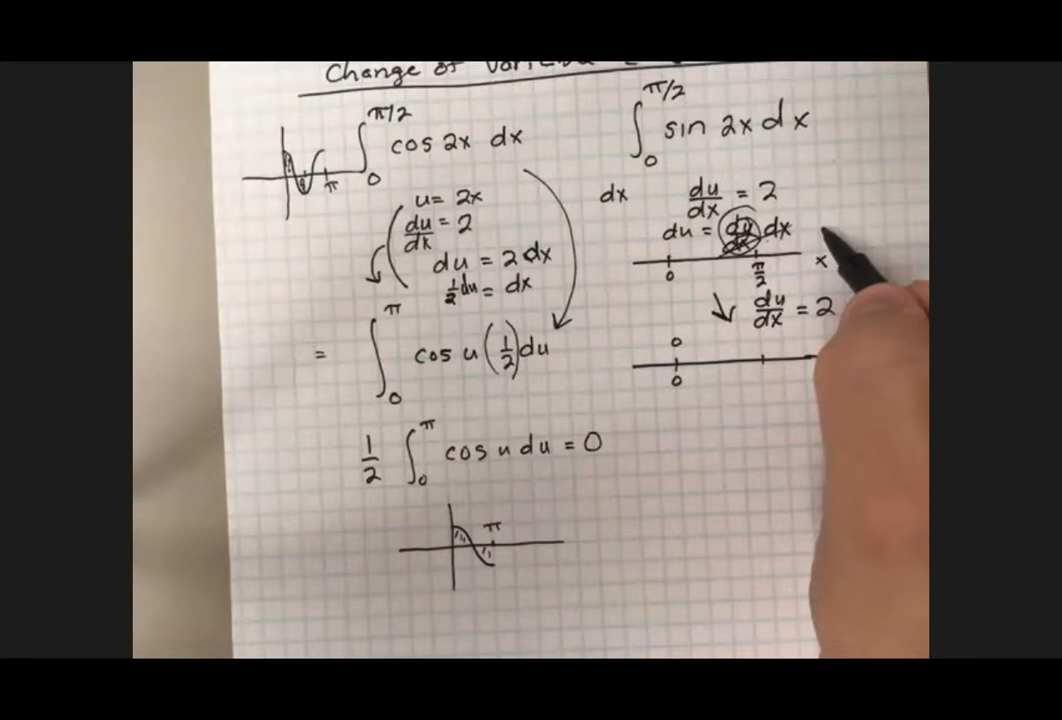 Change of
∫₀^{π/2} cos 2x dx
π
u = 2x
du/dx = 2
du = 2 dx
½du = dx
= ∫₀^π cos u (1/2) du
1/2 ∫₀^π cos u du = 0
π
∫₀^{π/2} sin 2x dx
dx du/dx = 2
du = du/dx dx
0 π/2 x
du/dx = 2
0
0